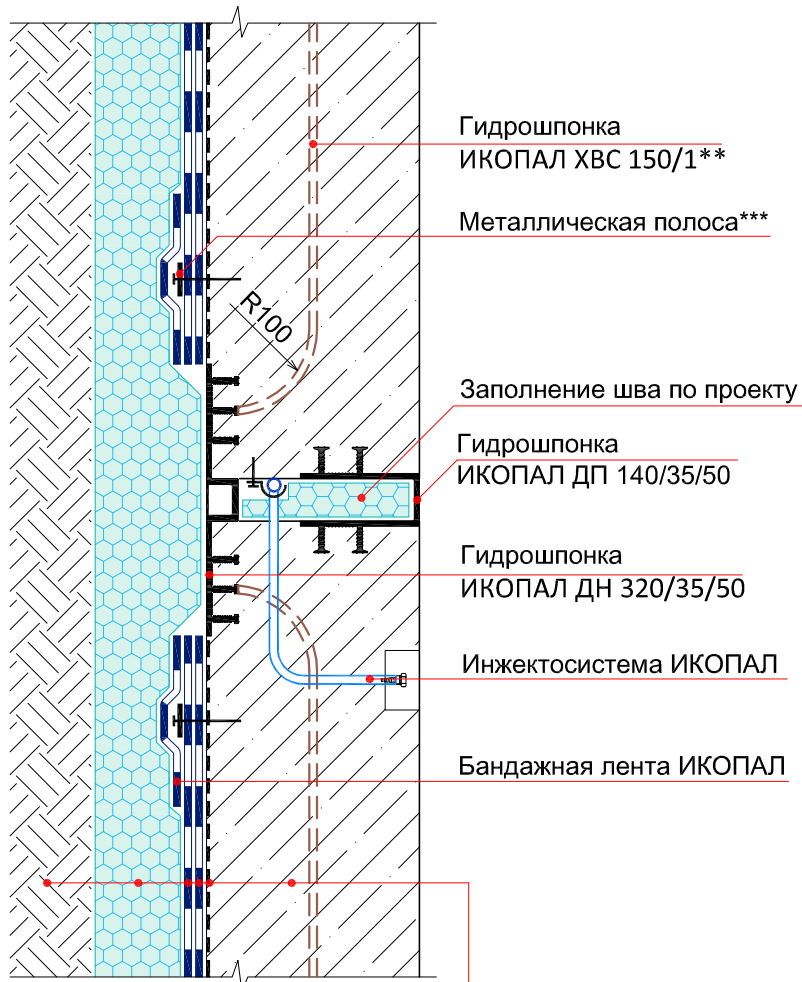 Гидрошпонка
ИКОПАЛ ХВС 150/1**
Металлическая полоса***
R100
Заполнение шва по проекту
Гидрошпонка
ИКОПАЛ ДП 140/35/50
Гидрошпонка
ИКОПАЛ ДН 320/35/50
Инжектосистема ИКОПАЛ
Бандажная лента ИКОПАЛ